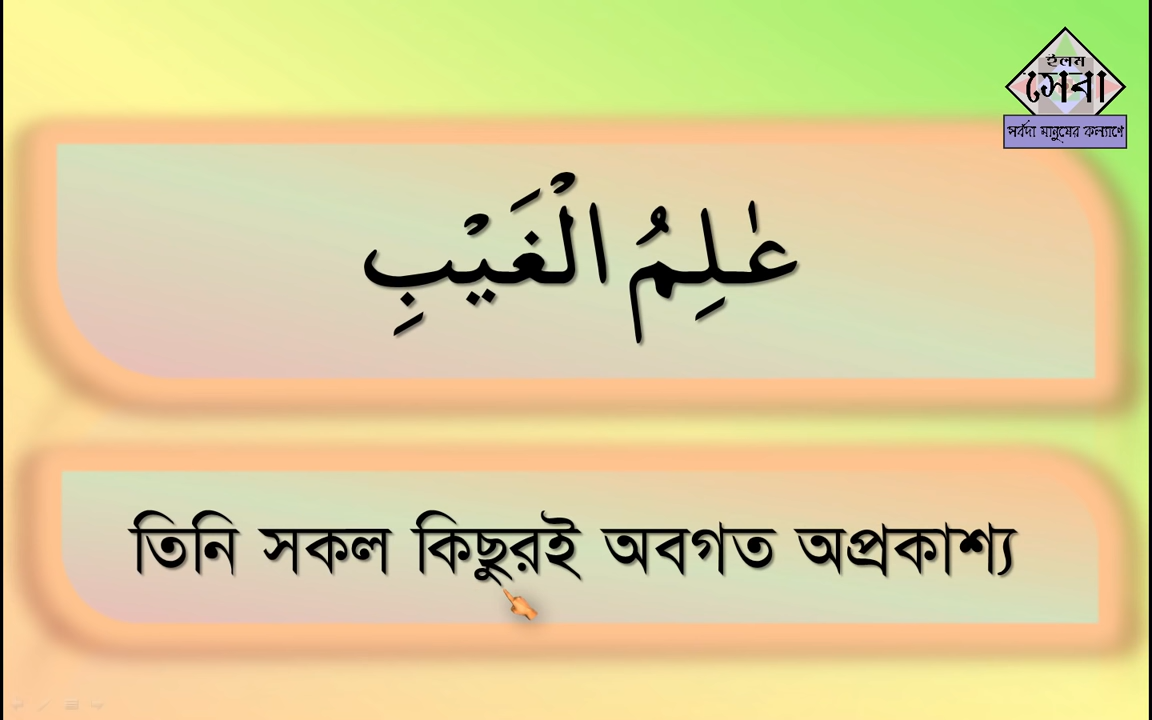 ইলম
সেবা
সর্বদা মানুষের কল্যাণে
عٰلِمُ الْغَيْبِ
তিনি সকল কিছুরই অবগত অপ্রকাশ্য